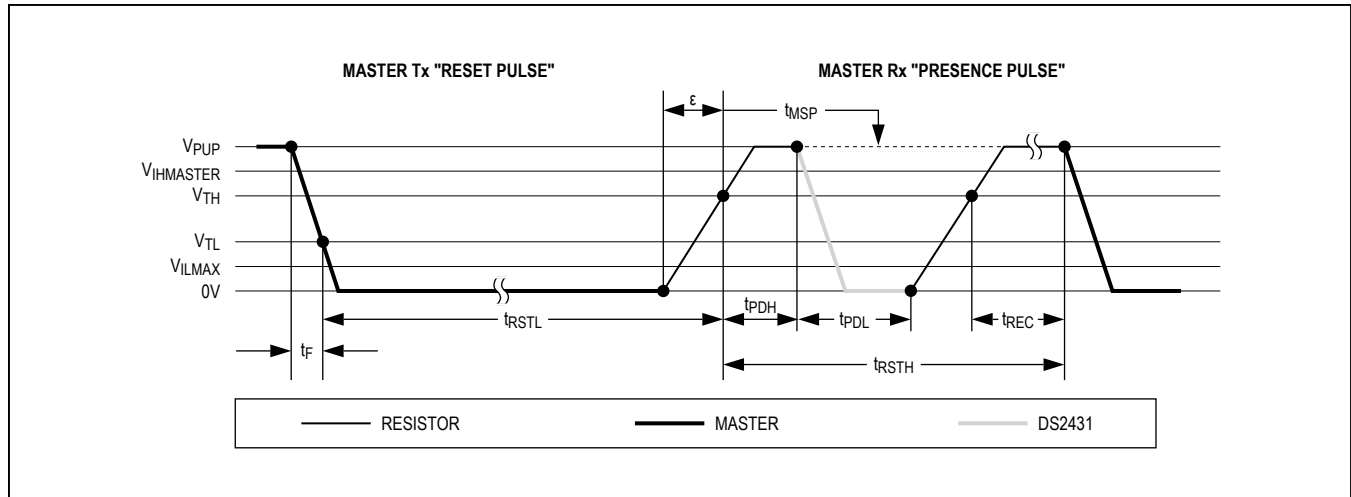 MASTER Tx "RESET PULSE"
MASTER Rx "PRESENCE PULSE"
ε
tMSP
VPUP
VIHMASTER
VTH
VTL
VILMAX
0V
tRSTL
tPDH
tPDL
tREC
tF
tRSTH
RESISTOR
MASTER
DS2431